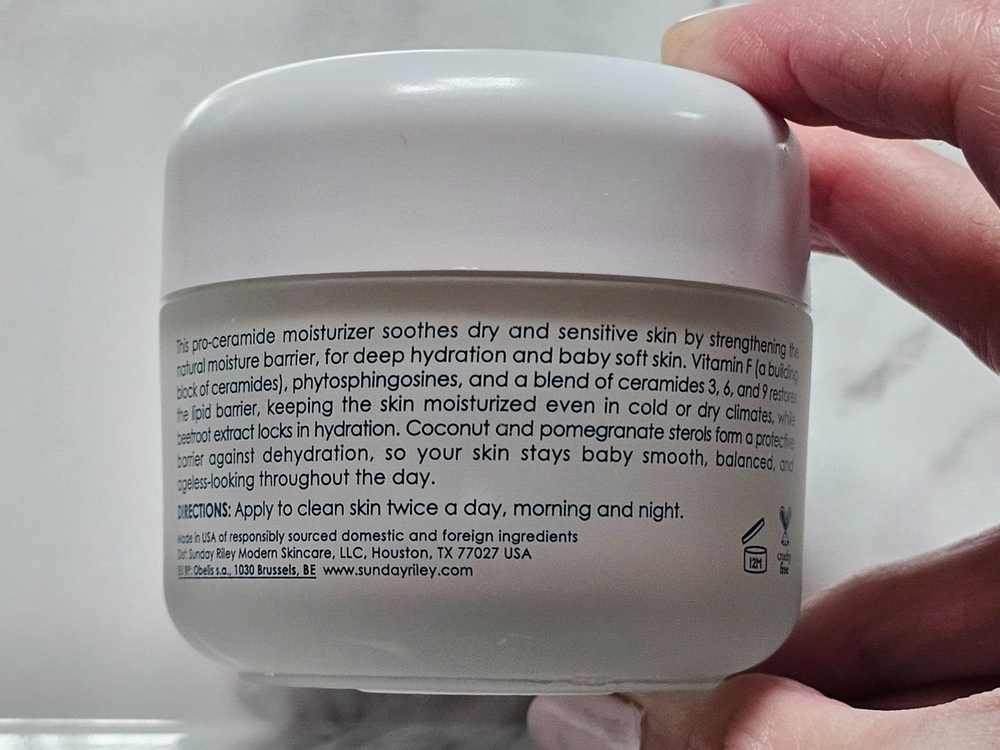 This pro-ceramide moisturizer soothes dry and sensitive skin by strengthening the
natural moisture barrier, for deep hydration and baby soft skin. Vitamin F (a building
block of ceramides), phytosphingosines, and a blend of ceramides 3, 6, and 9 restores
the lipid barrier, keeping the skin moisturized even in cold or dry climates, while
beetroot extract locks in hydration. Coconut and pomegranate sterols form a protective
barrier against dehydration, so your skin stays baby smooth, balanced, and
ageless-looking throughout the day.
DIRECTIONS: Apply to clean skin twice a day, morning and night.
Made in USA of responsibly sourced domestic and foreign ingredients
Dist: Sunday Riley Modern Skincare, LLC, Houston, TX 77027 USA
EU RP: Obelis s.a., 1030 Brussels, BE www.sundayriley.com
12M
cruelty
free